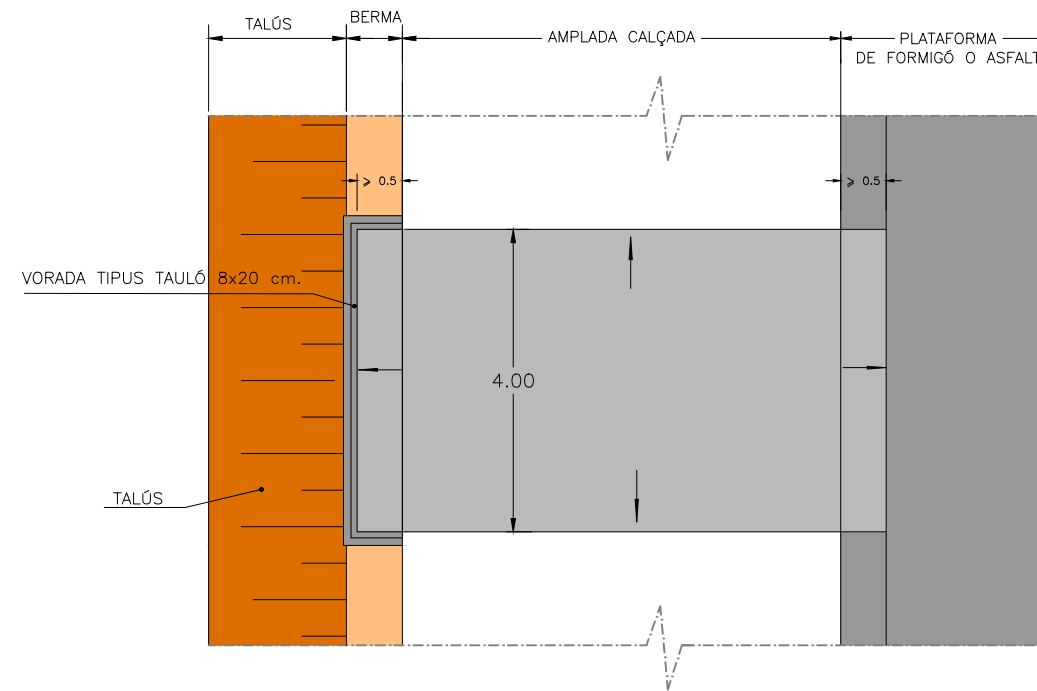 TALÚS
BERMA
AMPLADA CALÇADA
PLATAFORMA
DE FORMIGÓ O ASFALT
⩾ 0.5
⩾ 0.5
VORADA TIPUS TAULÓ 8x20 cm.
4.00
TALÚS